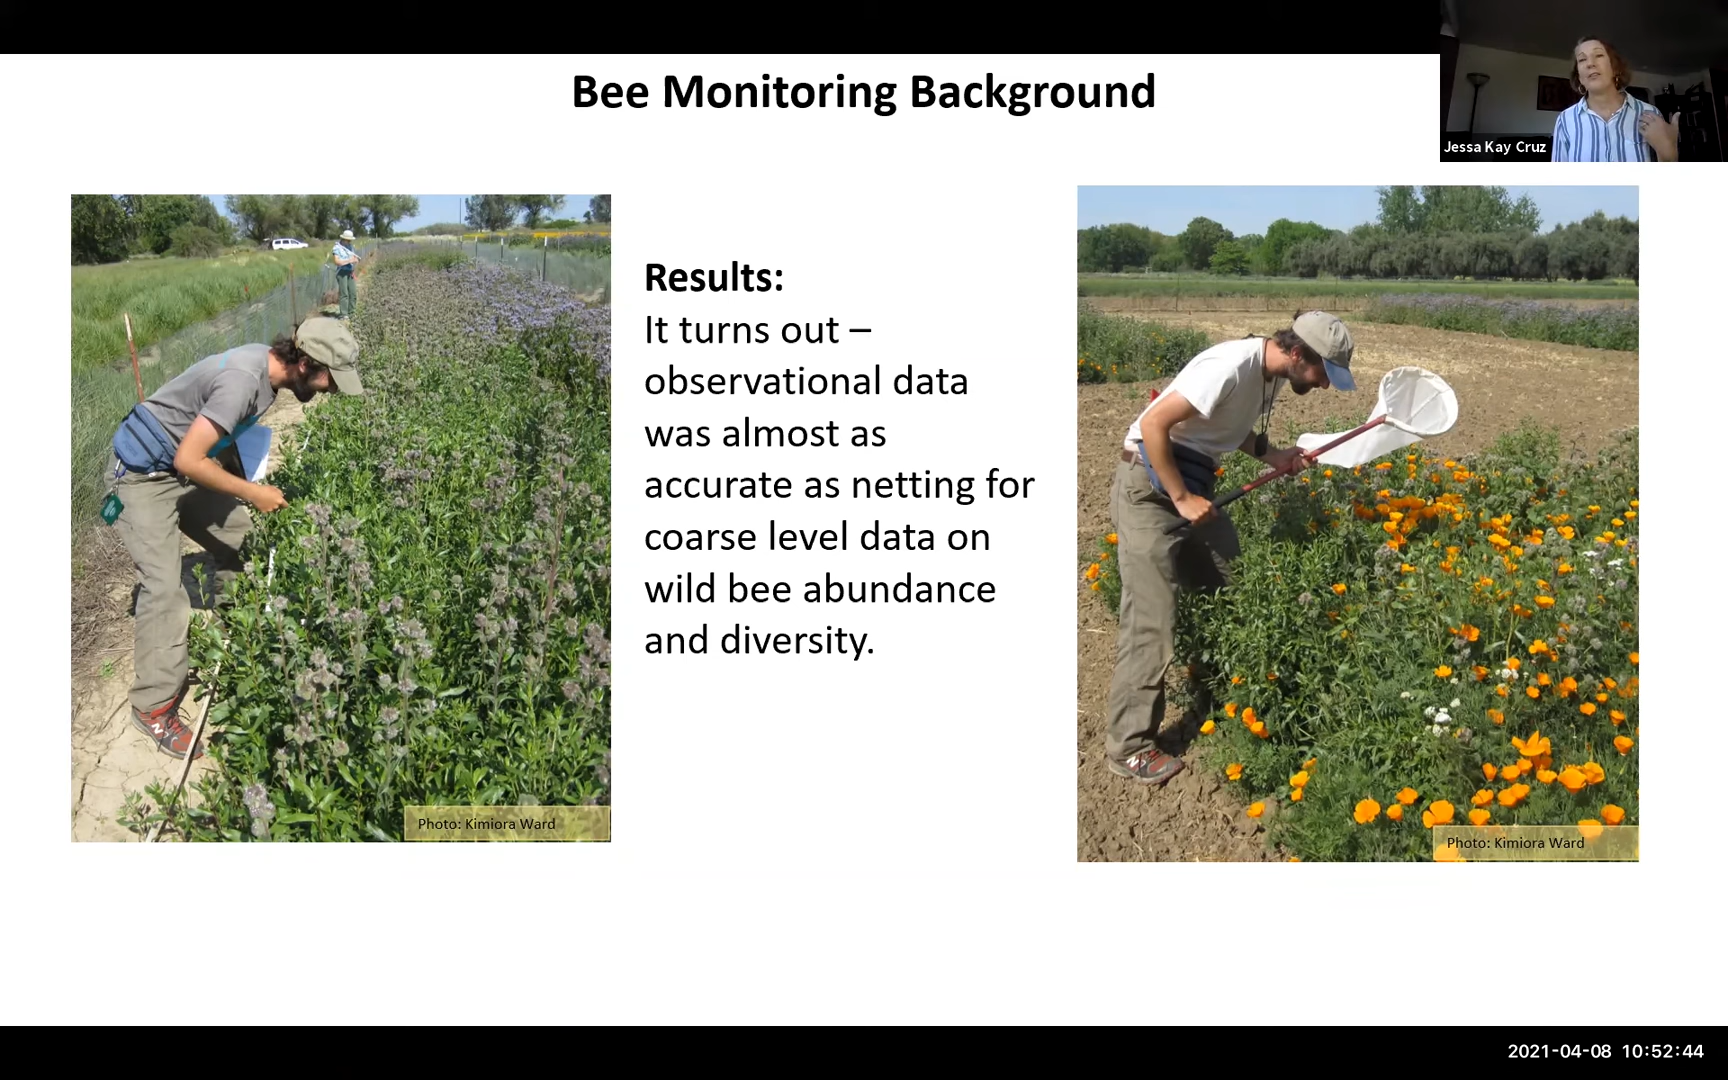 Bee Monitoring Background
Jessa Kay Cruz
Results:
It turns out –
observational data
was almost as
accurate as netting for
coarse level data on
wild bee abundance
and diversity.
Photo: Kimiora Ward
Photo: Kimiora Ward
2021-04-08 10:52:44